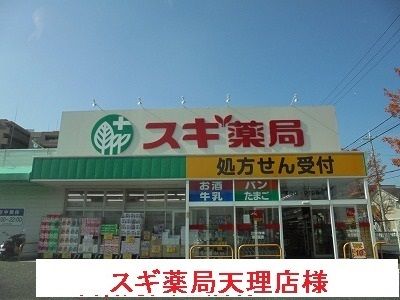 スギ薬局
処方せん受付
お酒
牛乳
パン
たまご
スギ薬局天理店様